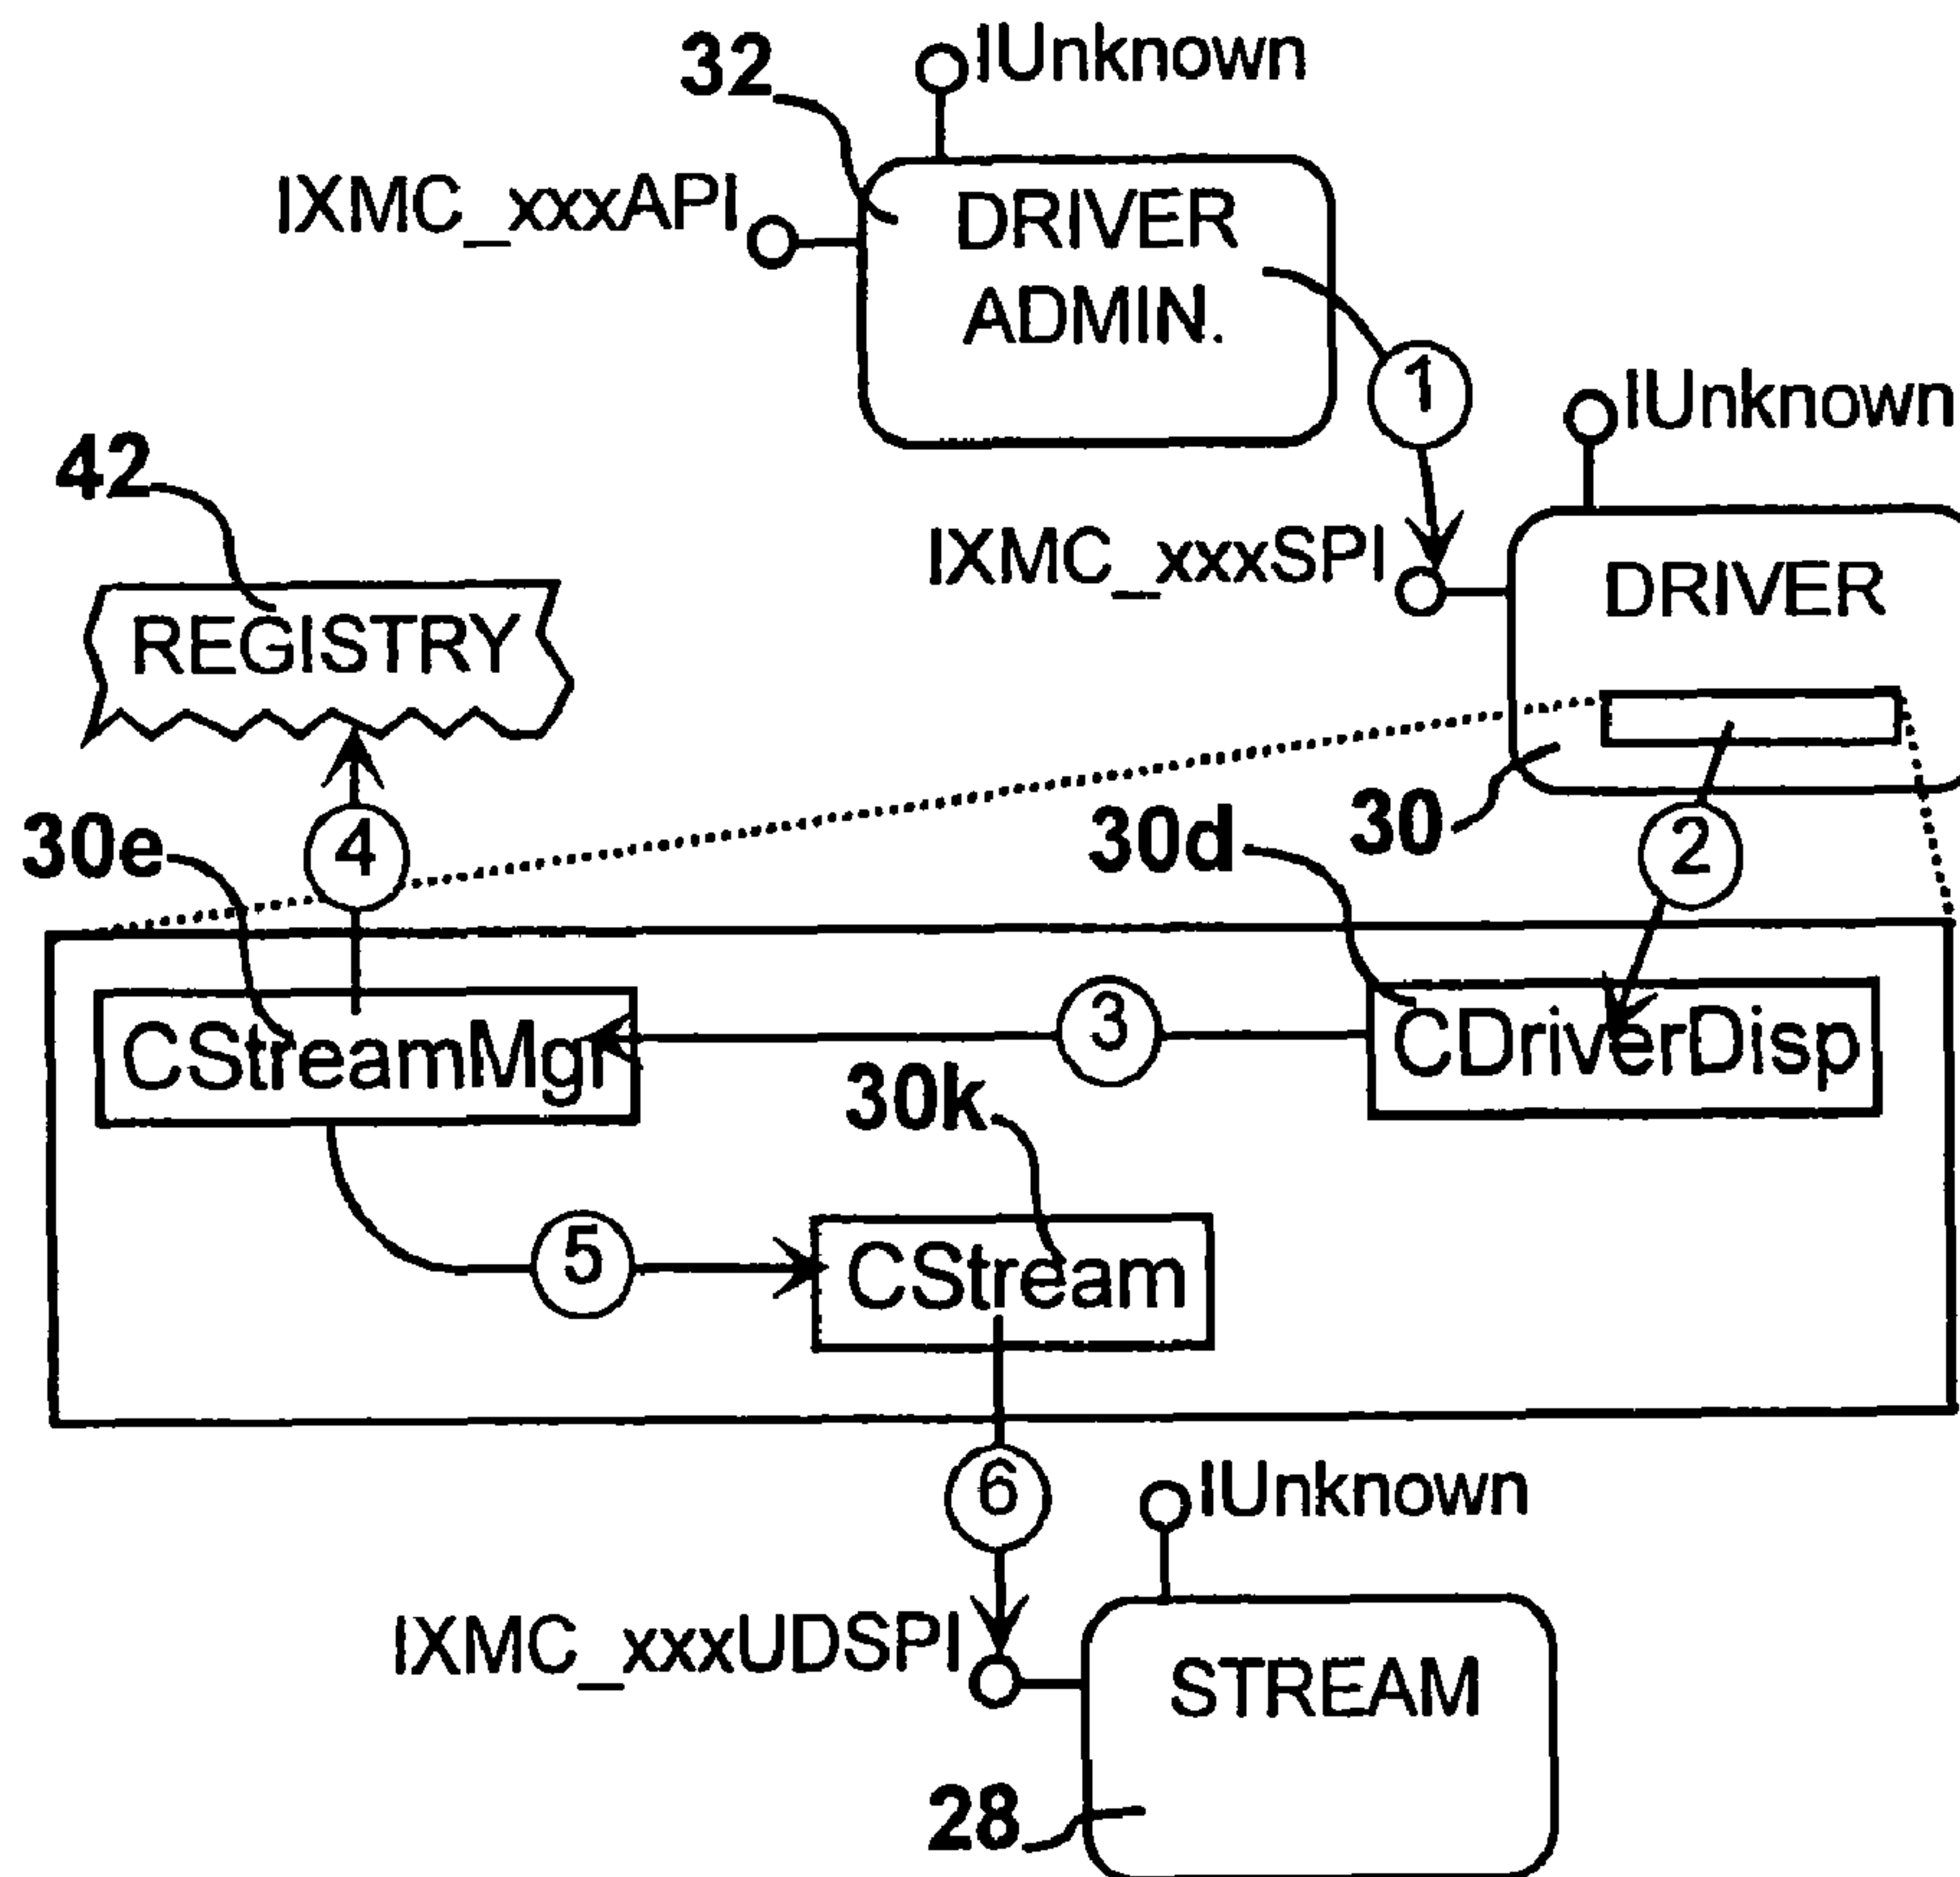 32
IUnknown
IXMC_xxxAPI
DRIVER
ADMIN.
1
IUnknown
42
IXMC_xxxSPI
DRIVER
REGISTRY
30e
4
30d
30
2
CStreamMgr
3
CDriverDisp
30k
5
CStream
6
IUnknown
IXMC_xxxUDSPI
STREAM
28